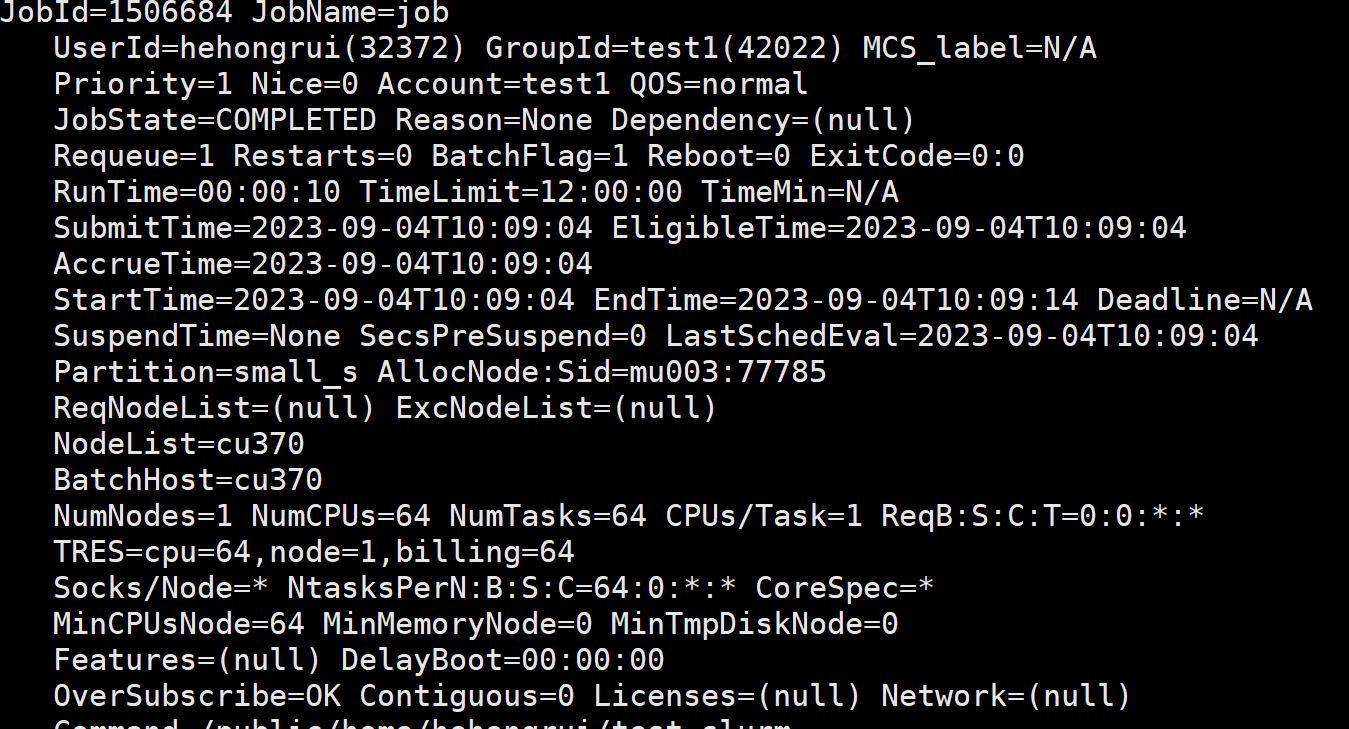 JobId=1506684 JobName=job
UserId=hehongrui(32372) GroupId=test1(42022) MCS_label=N/A
Priority=1 Nice=0 Account=test1 QOS=normal
JobState=COMPLETED Reason=None Dependency=(null)
Requeue=1 Restarts=0 BatchFlag=1 Reboot=0 ExitCode=0:0
RunTime=00:00:10 TimeLimit=12:00:00 TimeMin=N/A
SubmitTime=2023-09-04T10:09:04 EligibleTime=2023-09-04T10:09:04
AccrueTime=2023-09-04T10:09:04
StartTime=2023-09-04T10:09:04 EndTime=2023-09-04T10:09:14 Deadline=N/A
SuspendTime=None SecsPreSuspend=0 LastSchedEval=2023-09-04T10:09:04
Partition=small_s AllocNode:Sid=mu003:77785
ReqNodeList=(null) ExcNodeList=(null)
NodeList=cu370
BatchHost=cu370
NumNodes=1 NumCPUs=64 NumTasks=64 CPUs/Task=1 ReqB:S:C:T=0:0:*:*
TRES=cpu=64,node=1,billing=64
Socks/Node=* NtasksPerN:B:S:C=64:0:*:* CoreSpec=*
MinCPUsNode=64 MinMemoryNode=0 MinTmpDiskNode=0
Features=(null) DelayBoot=00:00:00
OverSubscribe=OK Contiguous=0 Licenses=(null) Network=(null)